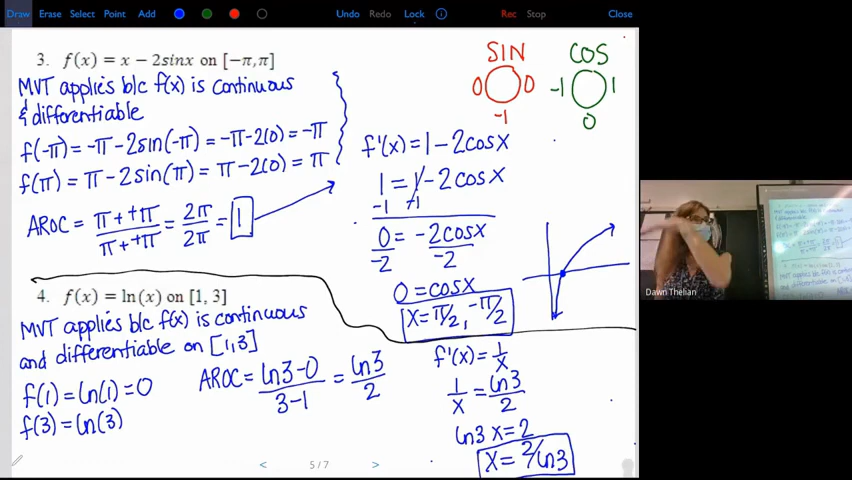 Draw Erase Scroll Points Add Undo Redo Lock Rec Stop Close
3. f(x) = x − 2sinx on [−π,π]
MVT applies b/c f(x) is continuous
& differentiable
f(-π) = -π-2sin(-π) = -π-2(0) = -π
f(π) = π-2sin(π) = π-2(0) = π
AROC = π++π/π++π = 2π/2π = 1
SIN
0 0
-1
COS
-1 1
0
f'(x) = 1-2cosx
1 = 1-2cosx
-1 -1
0 = -2cosx
-2 -2
0 = cosx
x = π/2, -π/2
4. f(x) = ln(x) on [1, 3]
MVT applies b/c f(x) is continuous
and differentiable on [1,3]
f(1) = ln(1) = 0
f(3) = ln(3)
AROC = ln3-0/3-1 = ln3/2
f'(x) = 1/x
1/x = ln3/2
ln3 x = 2
x = 2/ln3
Dawn Thelian
< 5/7 >